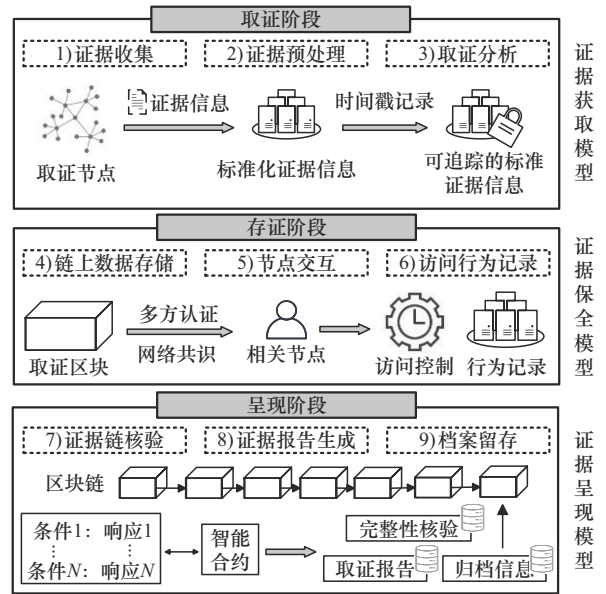 取证阶段
1)证据收集
2)证据预处理
3)取证分析
证据信息
时间戳记录
取证节点
标准化证据信息
可追踪的标准
证据信息
证据获取模型
存证阶段
4)链上数据存储
5)节点交互
6)访问行为记录
多方认证
网络共识
取证区块
相关节点
访问控制
行为记录
证据保全模型
呈现阶段
7)证据链核验
8)证据报告生成
9)档案留存
区块链
条件1：响应1
⋮ ⋮
条件N：响应N
智能
合约
完整性核验
取证报告
归档信息
证据呈现模型